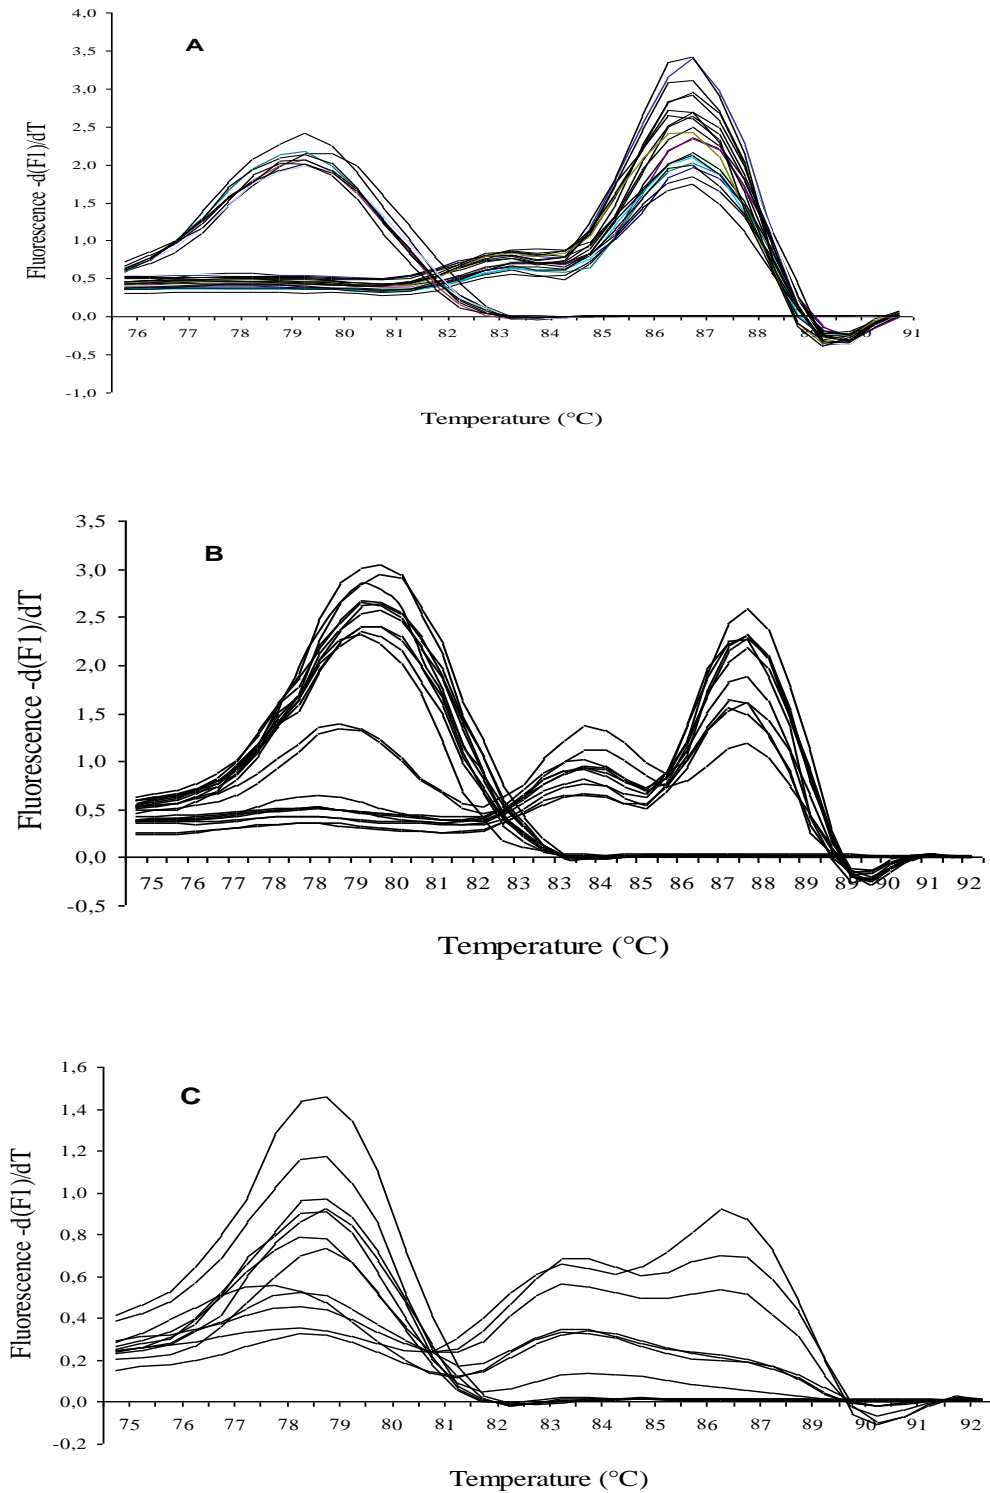 A
Fluorescence -d(F1)/dT
4,0
3,5
3,0
2,5
2,0
1,5
1,0
0,5
0,0
-0,5
-1,0
76 77 78 79 80 81 82 83 84 85 86 87 88 89 90 91
Temperature (°C)
B
Fluorescence -d(F1)/dT
3,5
3,0
2,5
2,0
1,5
1,0
0,5
0,0
-0,5
75 76 77 78 78 79 80 81 82 83 84 85 86 87 88 89 89 90 91 92
Temperature (°C)
C
Fluorescence -d(F1)/dT
1,6
1,4
1,2
1,0
0,8
0,6
0,4
0,2
0,0
-0,2
75 76 77 78 79 80 81 82 83 84 85 86 87 89 90 91 92
Temperature (°C)